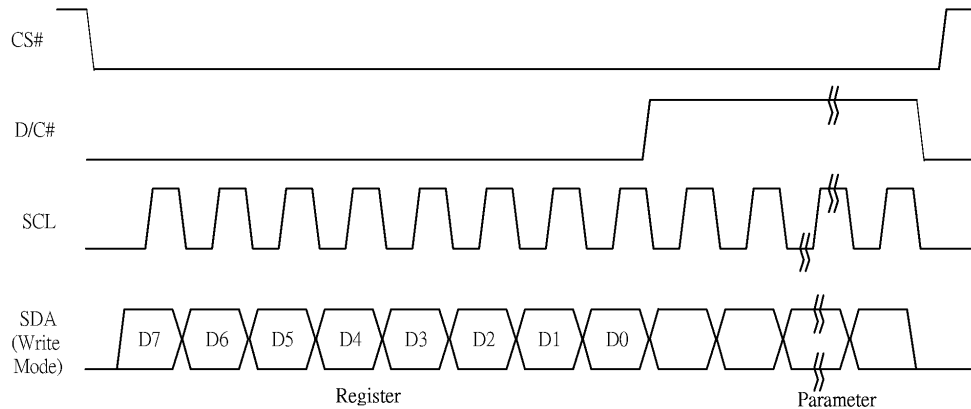 CS#
D/C#
SCL
SDA
(Write
Mode)
D7 D6 D5 D4 D3 D2 D1 D0
Register
Parameter